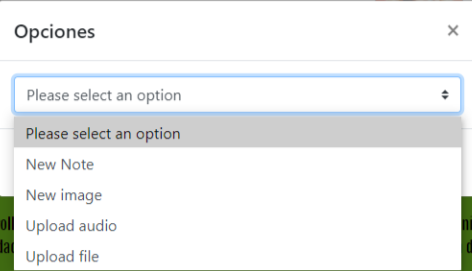 Opciones
×
Please select an option
Please select an option
New Note
New image
Upload audio
Upload file